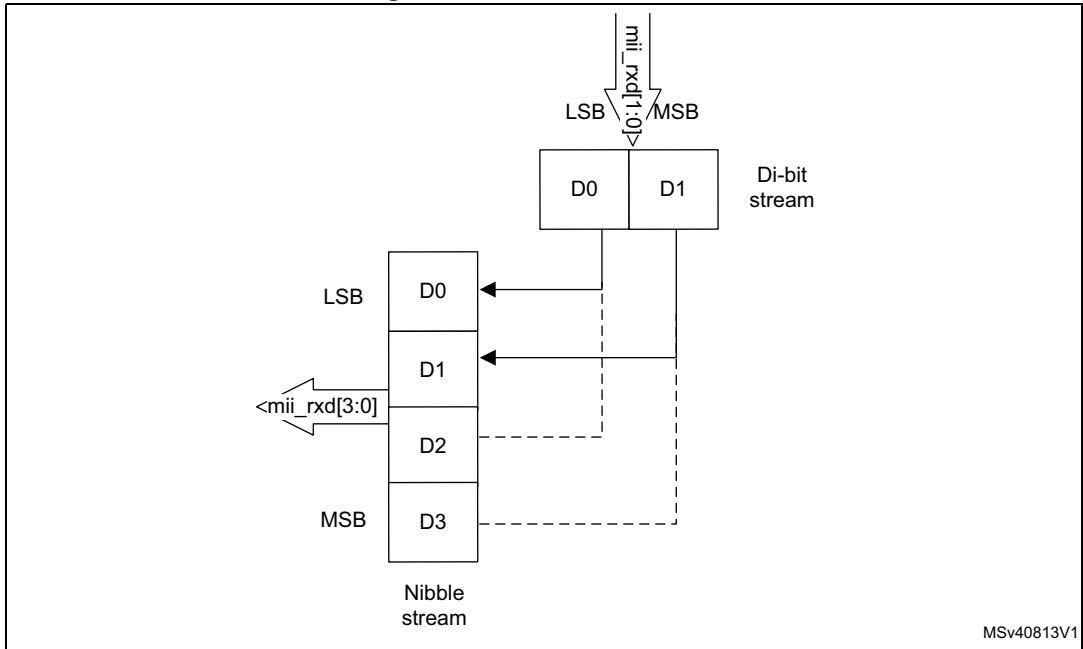 mii_rxd[1:0]>
LSB
MSB
D0
D1
Di-bit
stream
LSB
D0
D1
<mii_rxd[3:0]
D2
MSB
D3
Nibble
stream
MSv40813V1